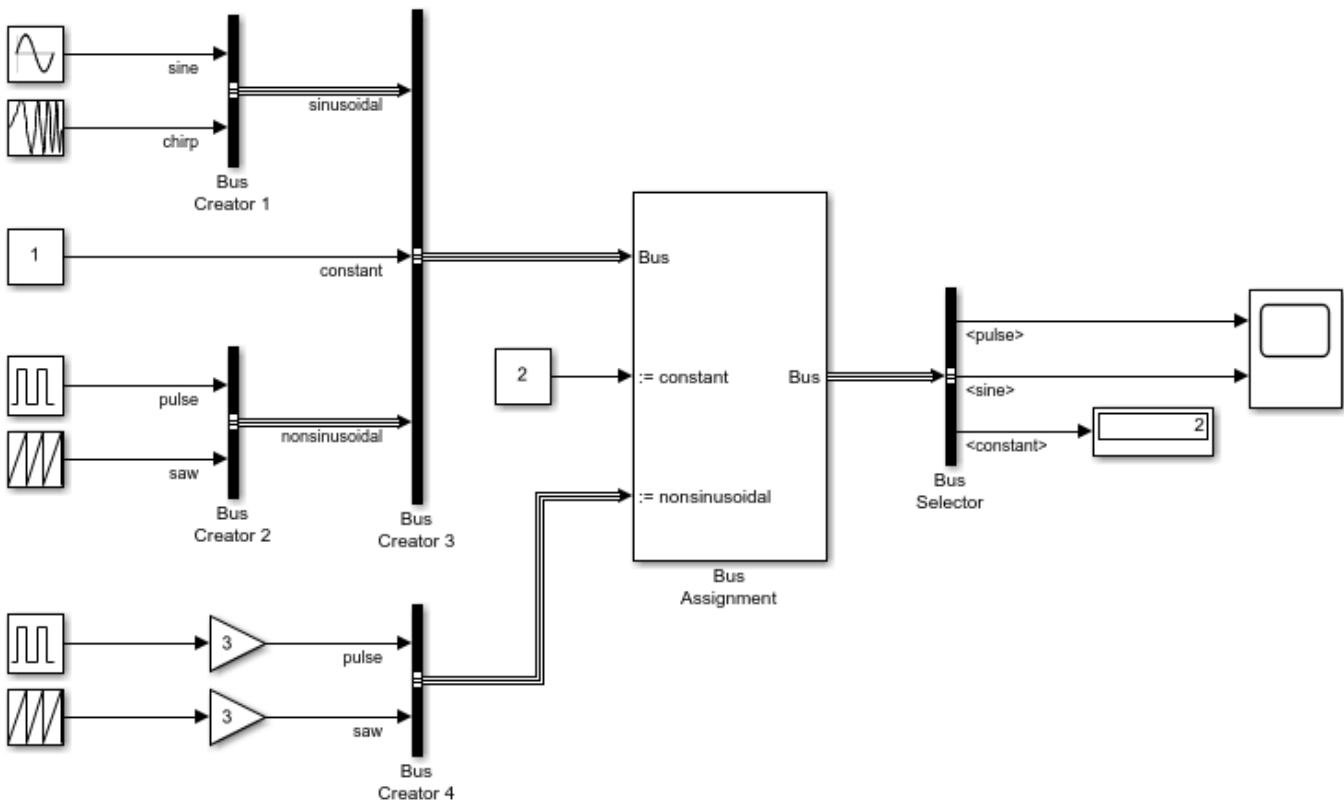 sine
sinusoidal
chirp
Bus
Creator 1
1
constant
pulse
nonsinusoidal
saw
Bus
Creator 2
Bus
Creator 3
2
Bus
:= constant
Bus
:= nonsinusoidal
Bus
Assignment
<pulse>
<sine>
<constant>
2
Bus
Selector
3
pulse
3
saw
Bus
Creator 4